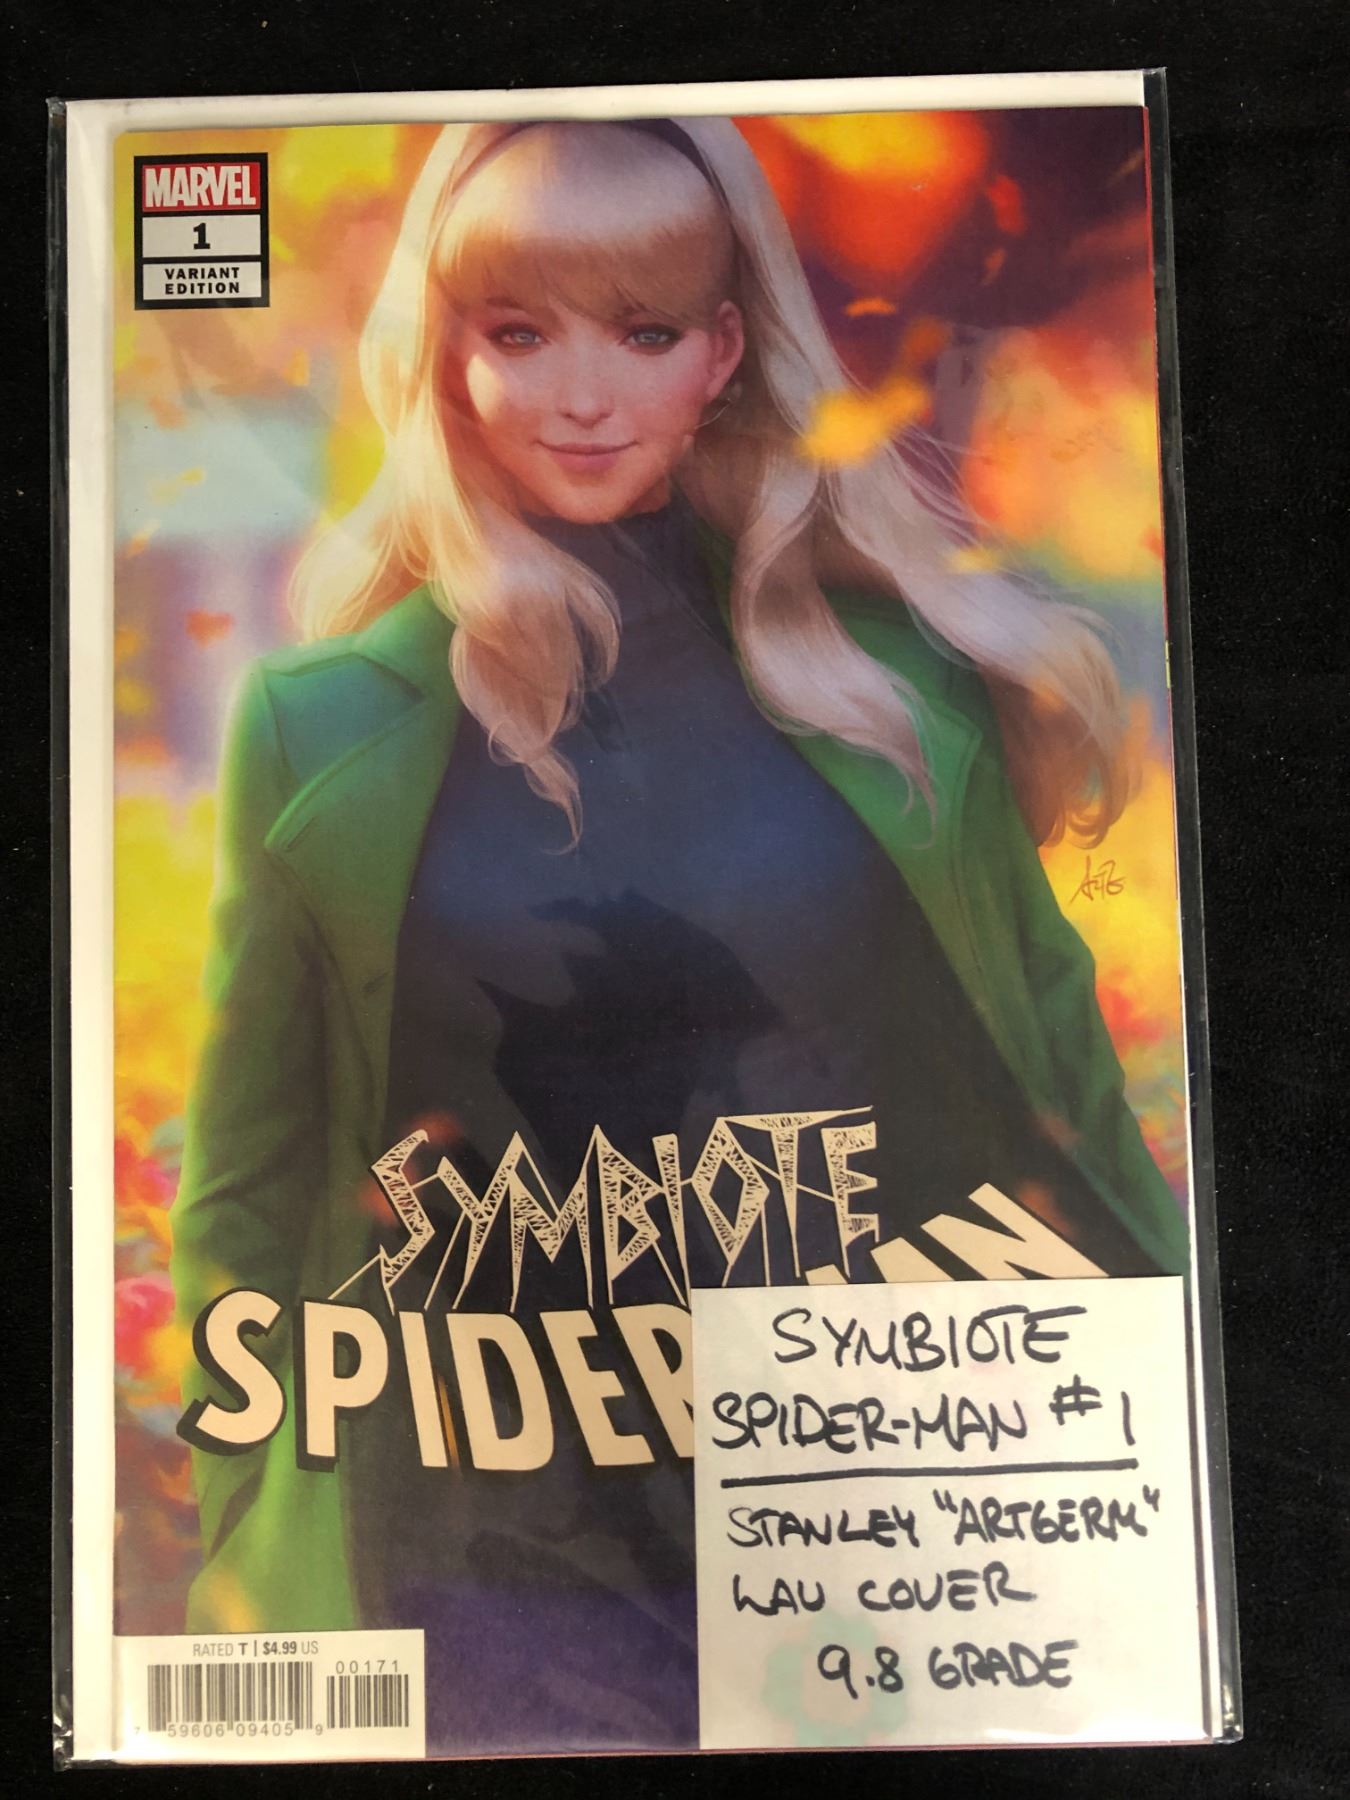 MARVEL
1
VARIANT
EDITION
SYMBIOTE
SPIDER-MAN
SYMBIOTE
SPIDER-MAN #1
STANLEY "ARTGERM"
LAU COVER
9.8 GRADE
RATED T | $4.99 US
00171
7 59606 09405 9